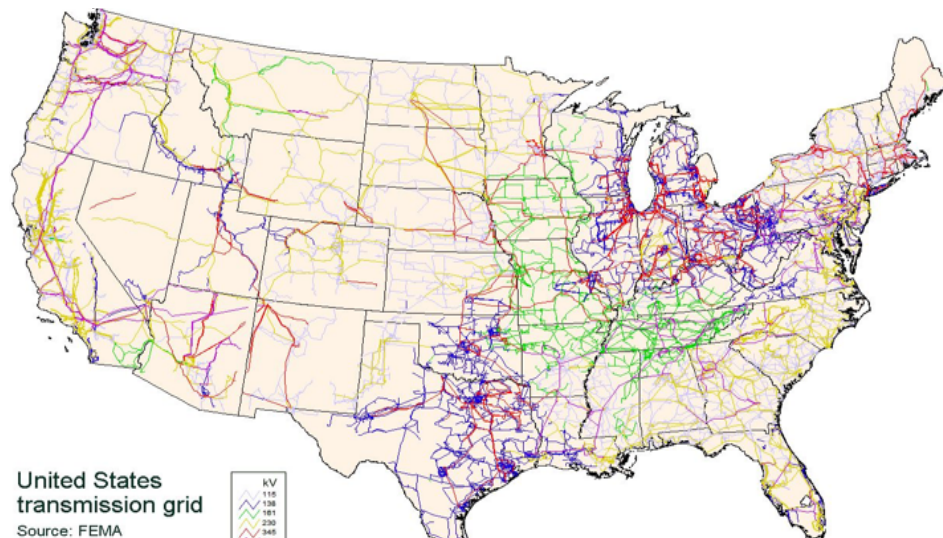 United States
transmission grid
Source: FEMA
kV
115
138
161
230
345